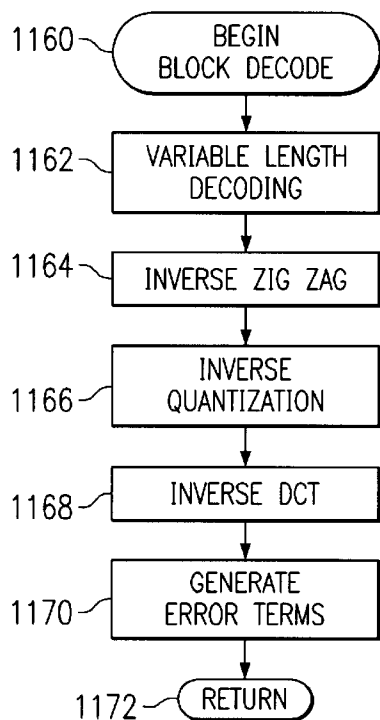 1160
BEGIN
BLOCK DECODE
1162
VARIABLE LENGTH
DECODING
1164
INVERSE ZIG ZAG
1166
INVERSE
QUANTIZATION
1168
INVERSE DCT
1170
GENERATE
ERROR TERMS
1172
RETURN